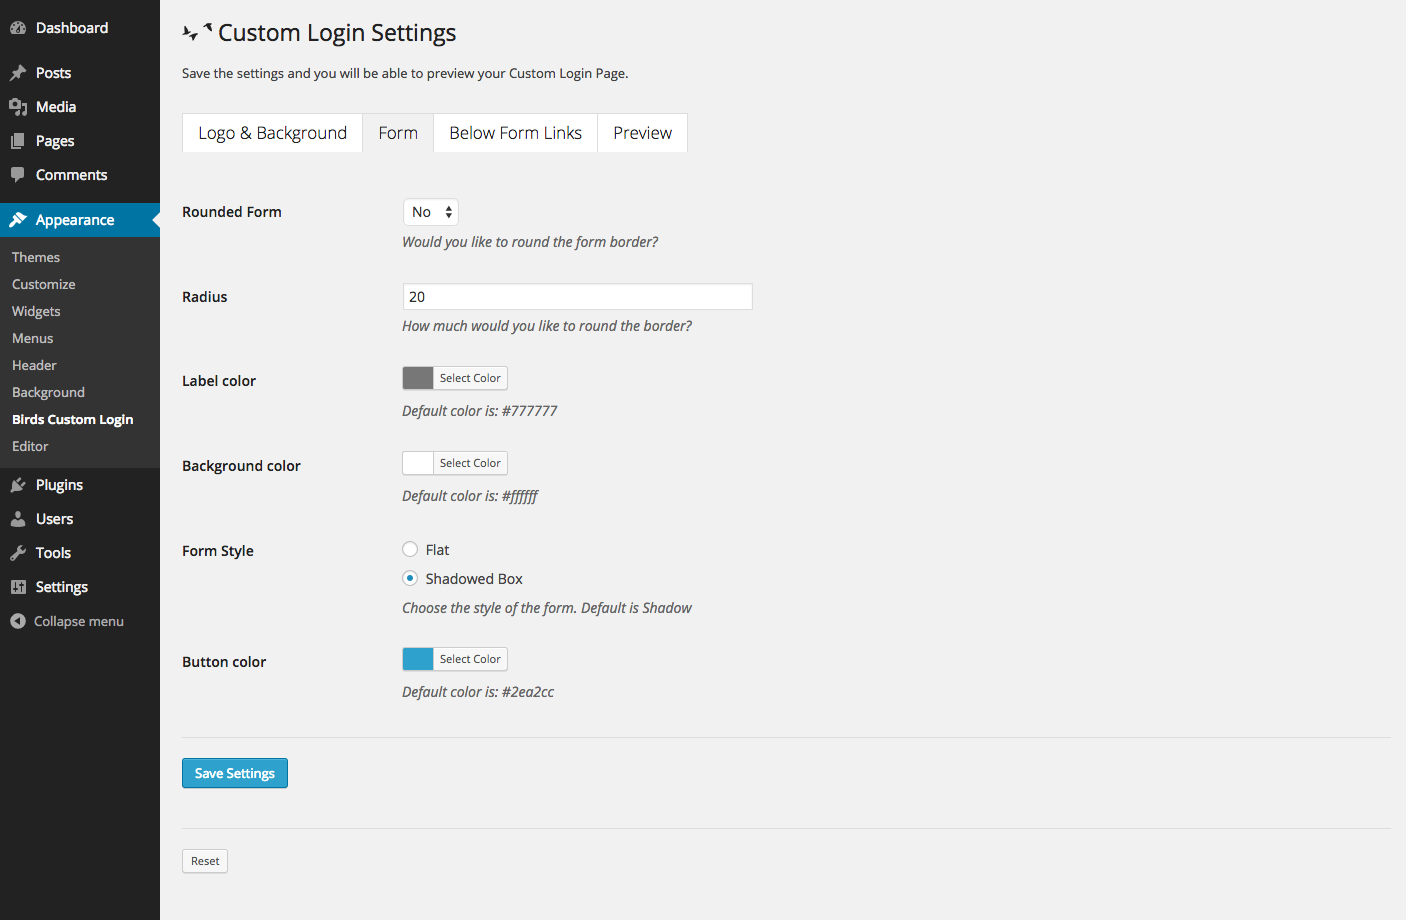 Dashboard
Posts
Media
Pages
Comments
Appearance
Themes
Customize
Widgets
Menus
Header
Background
Birds Custom Login
Editor
Plugins
Users
Tools
Settings
Collapse menu
Custom Login Settings
Save the settings and you will be able to preview your Custom Login Page.
Logo & Background Form Below Form Links Preview
Rounded Form No
Would you like to round the form border?
Radius 20
How much would you like to round the border?
Label color Select Color
Default color is: #777777
Background color Select Color
Default color is: #ffffff
Form Style Flat
Shadowed Box
Choose the style of the form. Default is Shadow
Button color Select Color
Default color is: #2ea2cc
Save Settings
Reset